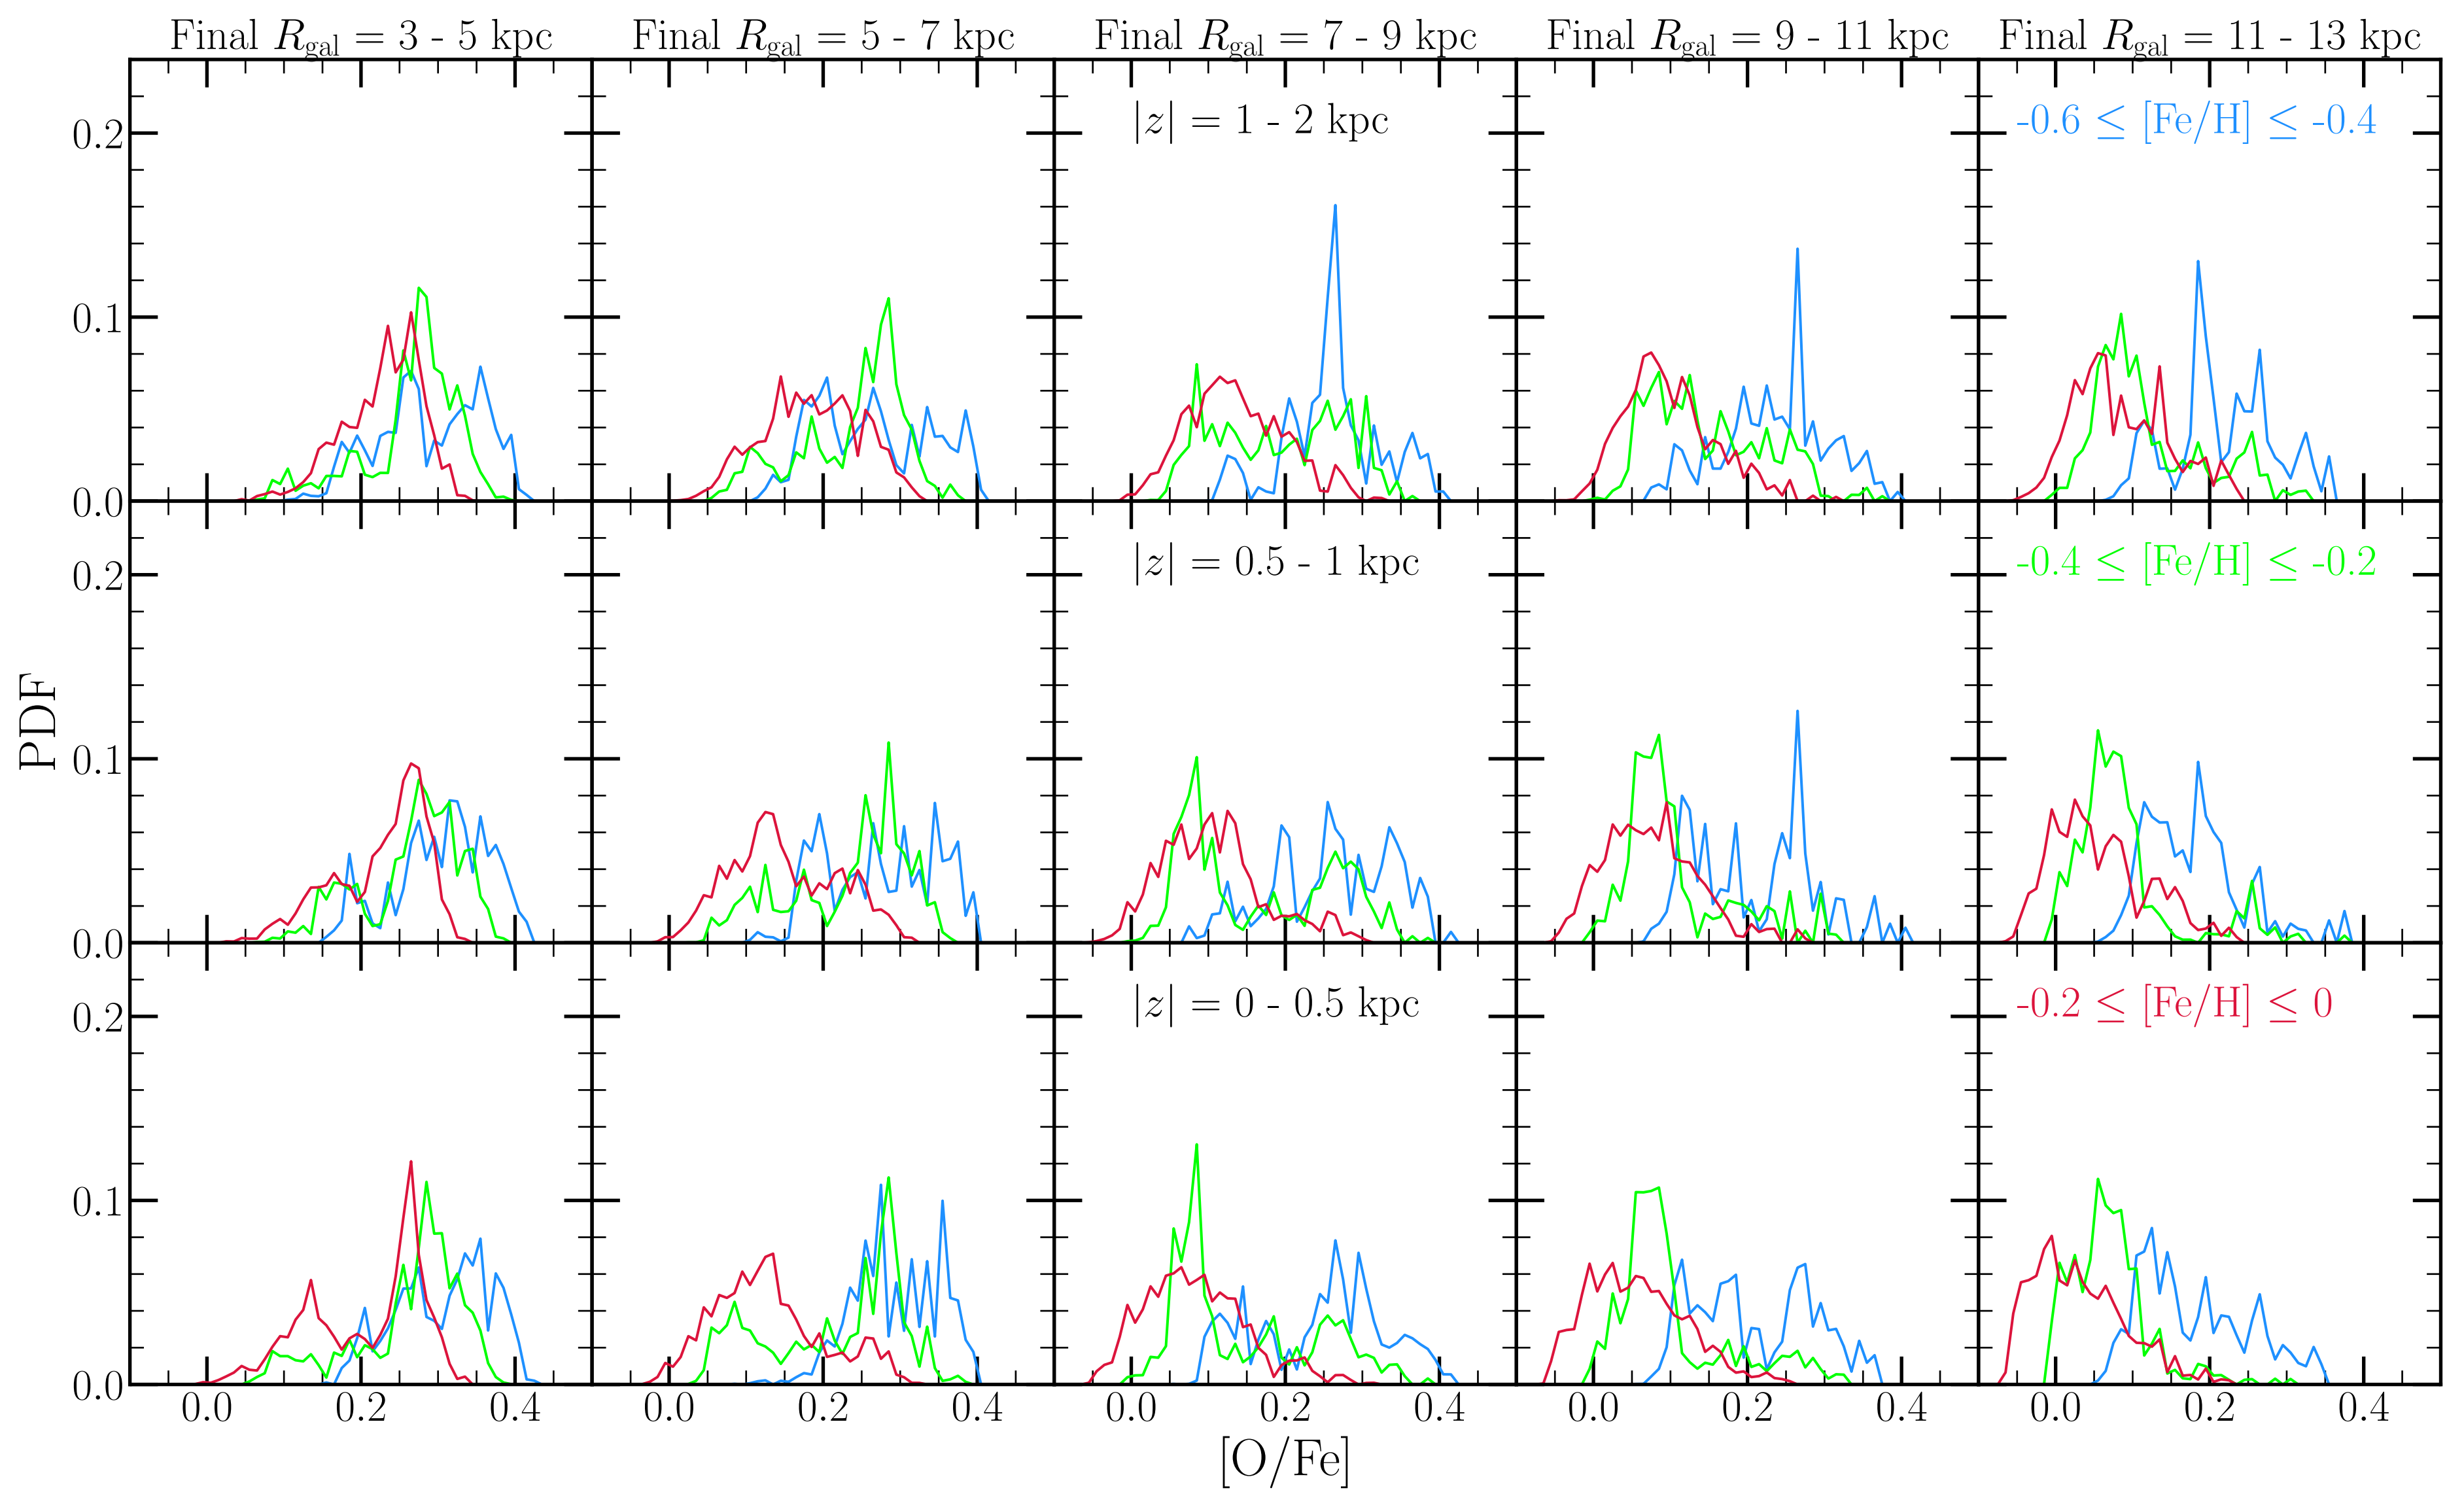 Final R_gal = 3 - 5 kpc
Final R_gal = 5 - 7 kpc
Final R_gal = 7 - 9 kpc
Final R_gal = 9 - 11 kpc
Final R_gal = 11 - 13 kpc
|z| = 1 - 2 kpc
-0.6 ≤ [Fe/H] ≤ -0.4
0.2
0.1
0.0
|z| = 0.5 - 1 kpc
-0.4 ≤ [Fe/H] ≤ -0.2
0.2
0.1
0.0
PDF
|z| = 0 - 0.5 kpc
-0.2 ≤ [Fe/H] ≤ 0
0.2
0.1
0.0
0.0 0.2 0.4
0.0 0.2 0.4
0.0 0.2 0.4
0.0 0.2 0.4
0.0 0.2 0.4
[O/Fe]